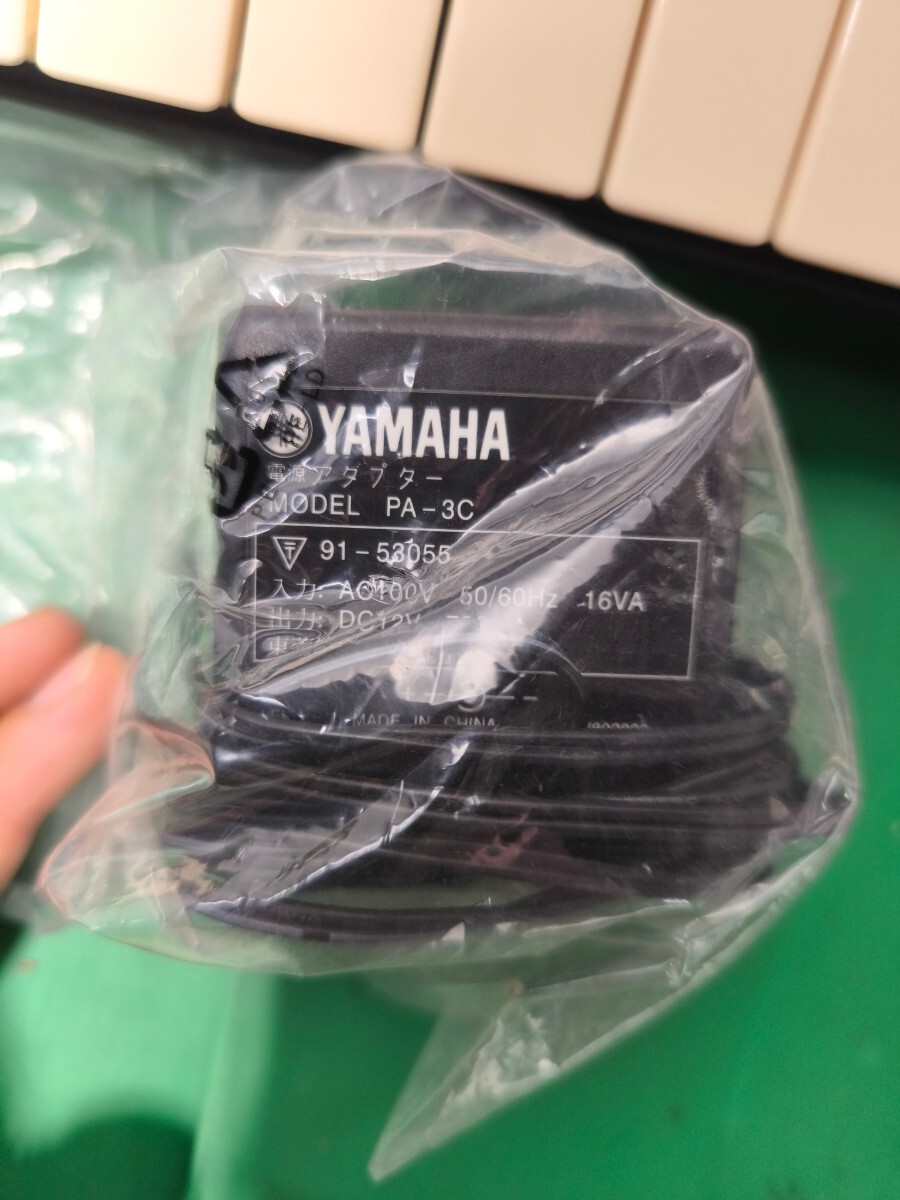 YAMAHA
電源アダプター
MODEL PA-3C
〒 91-53055
入力: AC100V 50/60Hz 16VA
出力: DC12V
MADE IN CHINA